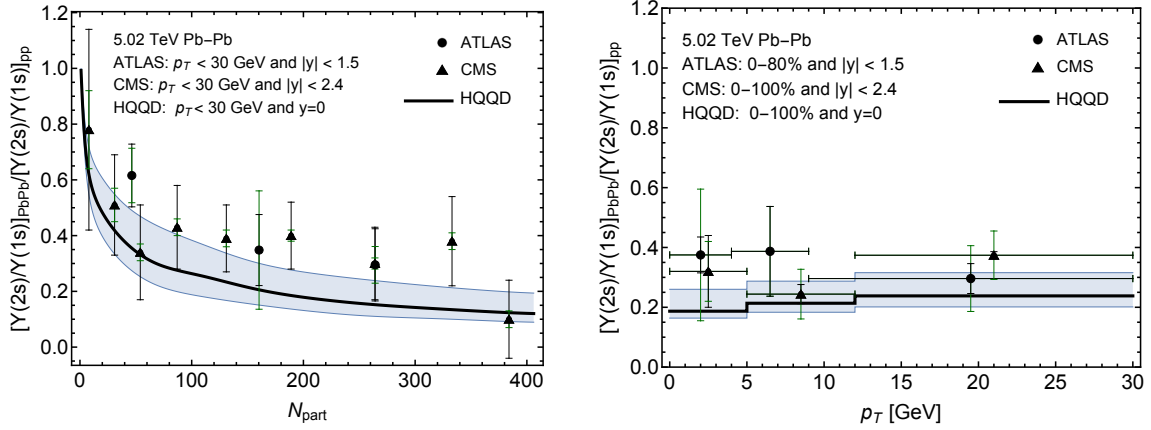 5.02 TeV Pb-Pb
ATLAS: pT < 30 GeV and |y| < 1.5
CMS: pT < 30 GeV and |y| < 2.4
HQQD: pT < 30 GeV and y=0
ATLAS
CMS
HQQD
[Υ(2s)/Υ(1s)]PbPb/[Υ(2s)/Υ(1s)]pp
1.2
1.0
0.8
0.6
0.4
0.2
0.0
0 100 200 300 400
Npart
5.02 TeV Pb-Pb
ATLAS: 0-80% and |y| < 1.5
CMS: 0-100% and |y| < 2.4
HQQD: 0-100% and y=0
ATLAS
CMS
HQQD
[Υ(2s)/Υ(1s)]PbPb/[Υ(2s)/Υ(1s)]pp
1.2
1.0
0.8
0.6
0.4
0.2
0.0
0 5 10 15 20 25 30
pT [GeV]